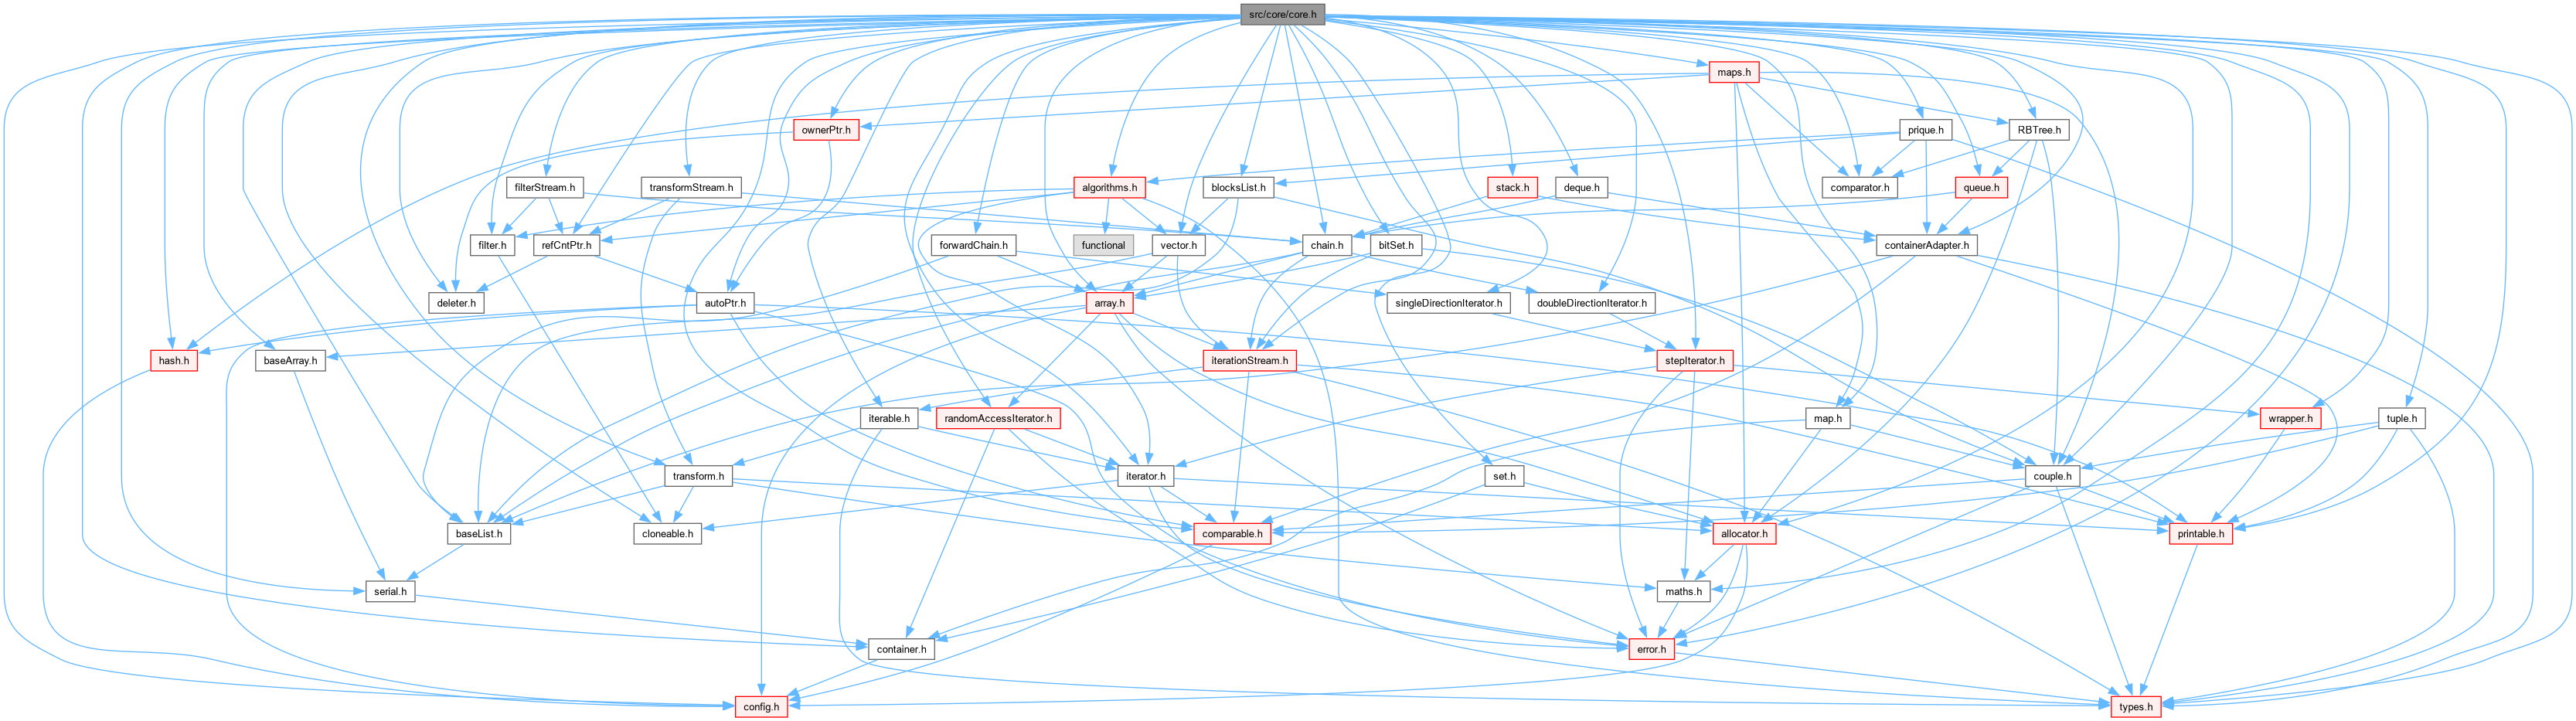 src/core/core.h
maps.h
ownerPtr.h
prique.h
RBTree.h
filterStream.h
transformStream.h
algorithms.h
blocksList.h
stack.h
deque.h
comparator.h
queue.h
filter.h
refCntPtr.h
forwardChain.h
functional
vector.h
chain.h
bitSet.h
containerAdapter.h
deleter.h
autoPtr.h
array.h
singleDirectionIterator.h
doubleDirectionIterator.h
hash.h
baseArray.h
iterationStream.h
stepIterator.h
iterable.h
randomAccessIterator.h
map.h
wrapper.h
tuple.h
transform.h
iterator.h
set.h
couple.h
baseList.h
cloneable.h
comparable.h
allocator.h
printable.h
serial.h
maths.h
container.h
error.h
config.h
types.h